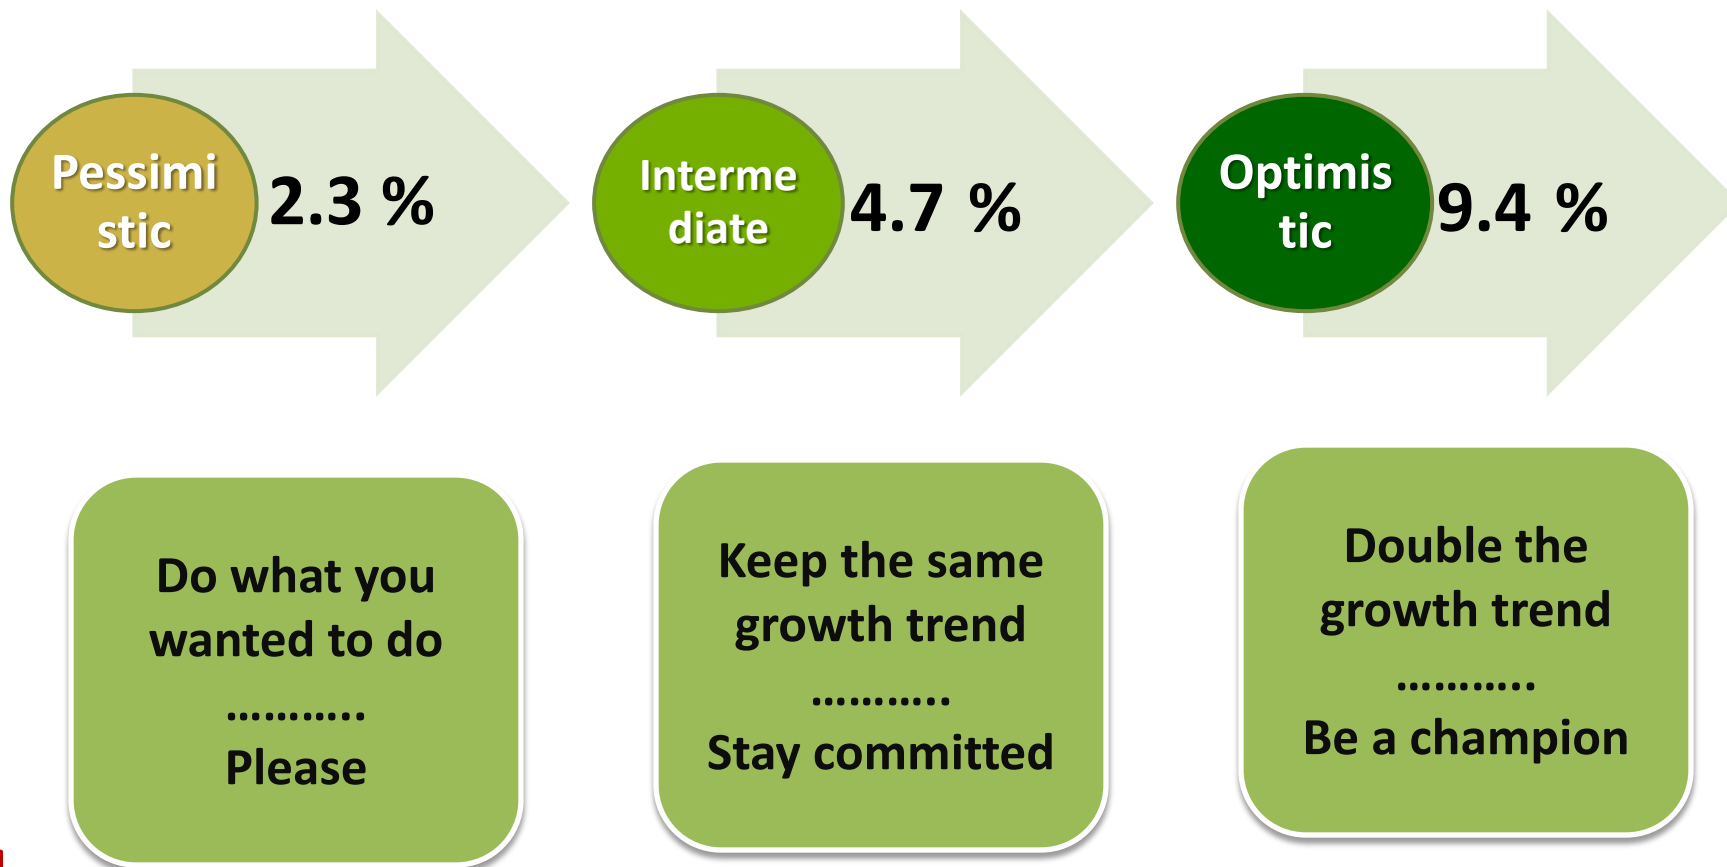 Pessimi
stic
2.3 %
Interme
diate
4.7 %
Optimis
tic
9.4 %
Do what you
wanted to do
………..
Please
Keep the same
growth trend
………..
Stay committed
Double the
growth trend
………..
Be a champion